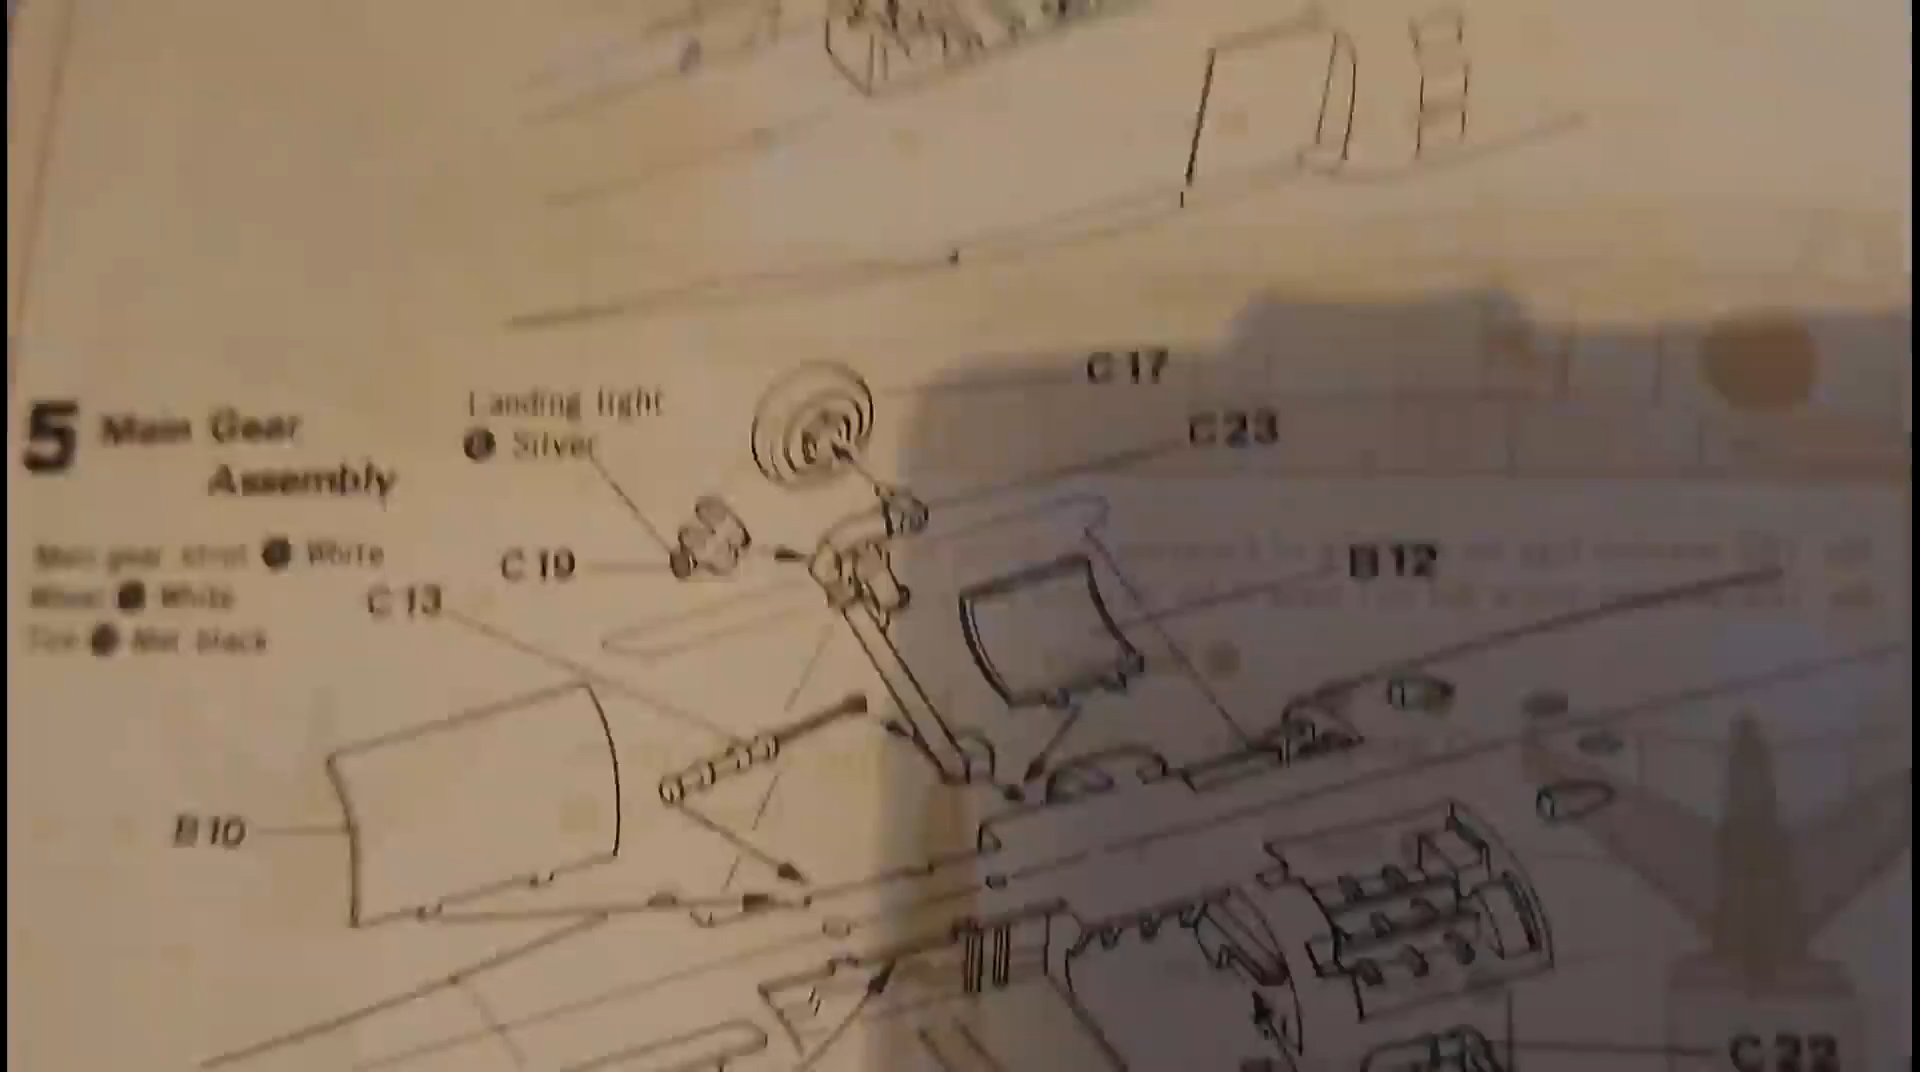 5 Main Gear
Assembly
Landing light
Silver
Main gear strut White
Wheel White
Tire Mat black
C 17
C 23
C 19
B 12
C 13
B 10
C 22